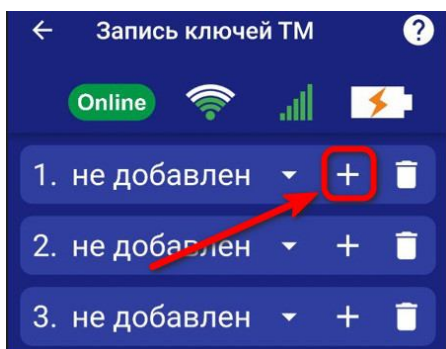 Запись ключей ТМ ?
Online
1. не добавлен
2. не добавлен
3. не добавлен